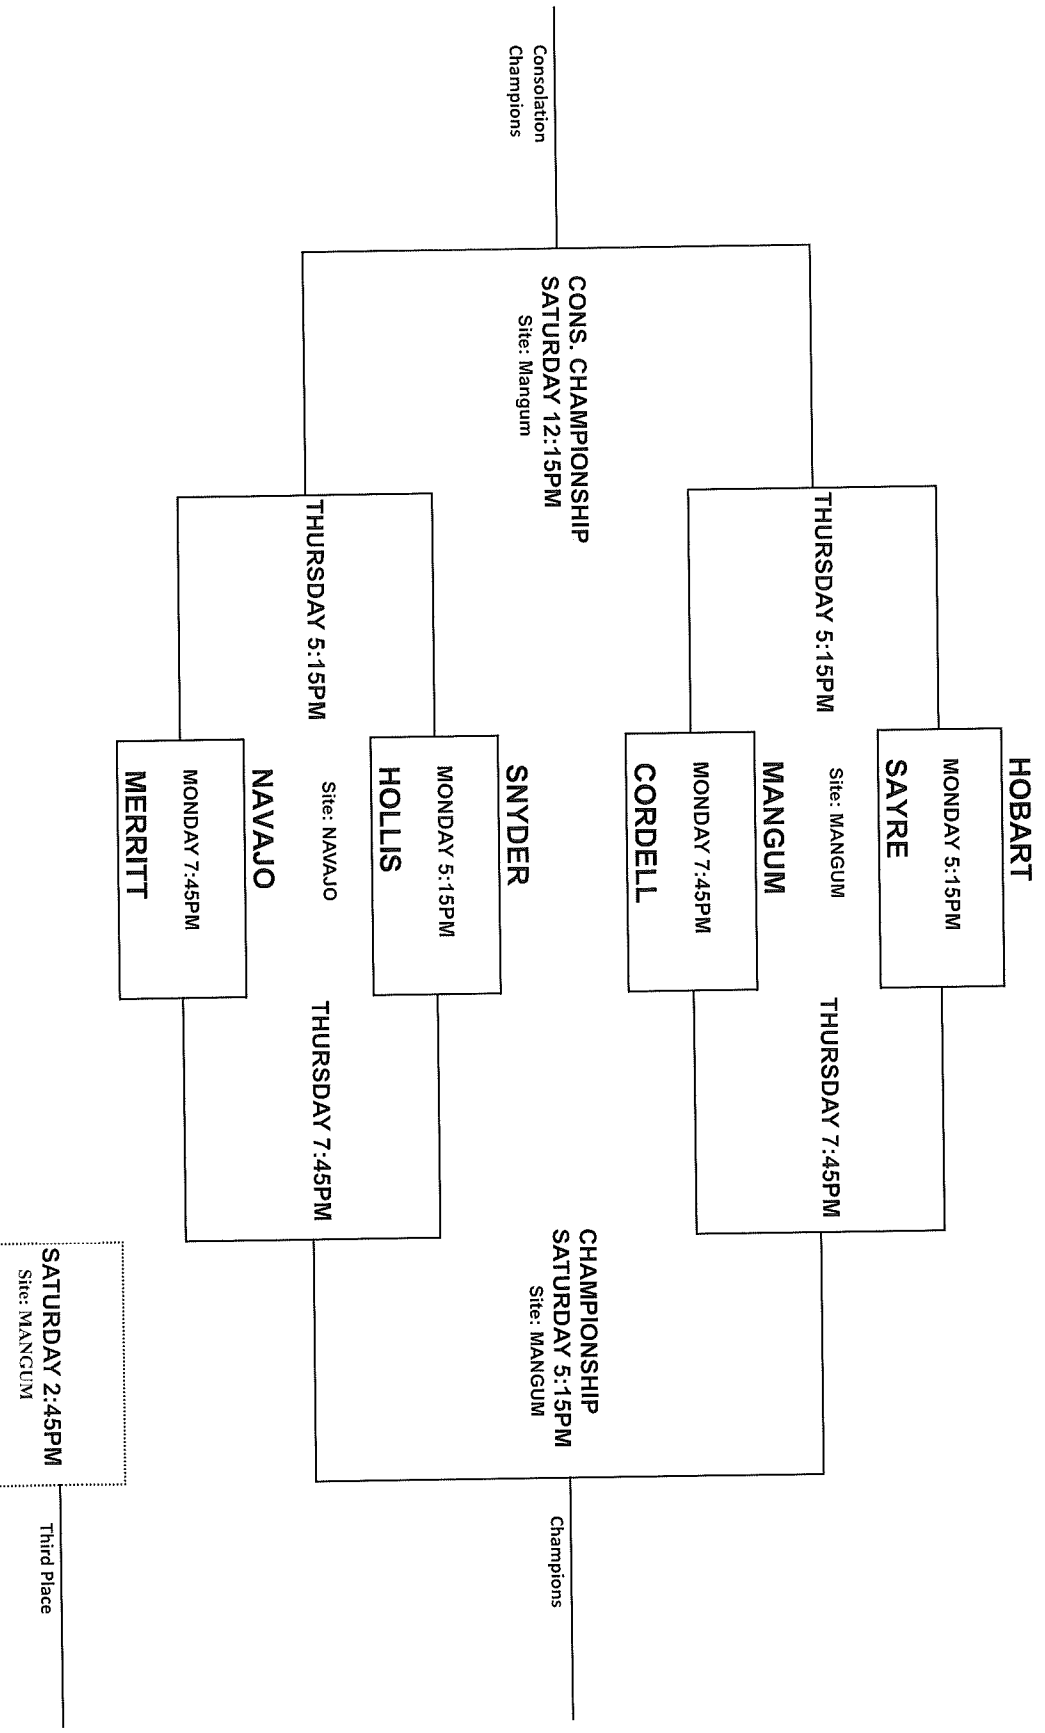 HOBART
MONDAY 5:15PM
SAYRE
THURSDAY 5:15PM
Site: MANGUM
THURSDAY 7:45PM
MANGUM
MONDAY 7:45PM
CORDELL
CONS. CHAMPIONSHIP
SATURDAY 12:15PM
Site: Mangum
CHAMPIONSHIP
SATURDAY 5:15PM
Site: MANGUM
Consolation
Champions
Champions
SNYDER
MONDAY 5:15PM
HOLLIS
THURSDAY 5:15PM
Site: NAVAJO
THURSDAY 7:45PM
NAVAJO
MONDAY 7:45PM
MERRITT
SATURDAY 2:45PM
Site: MANGUM
Third Place